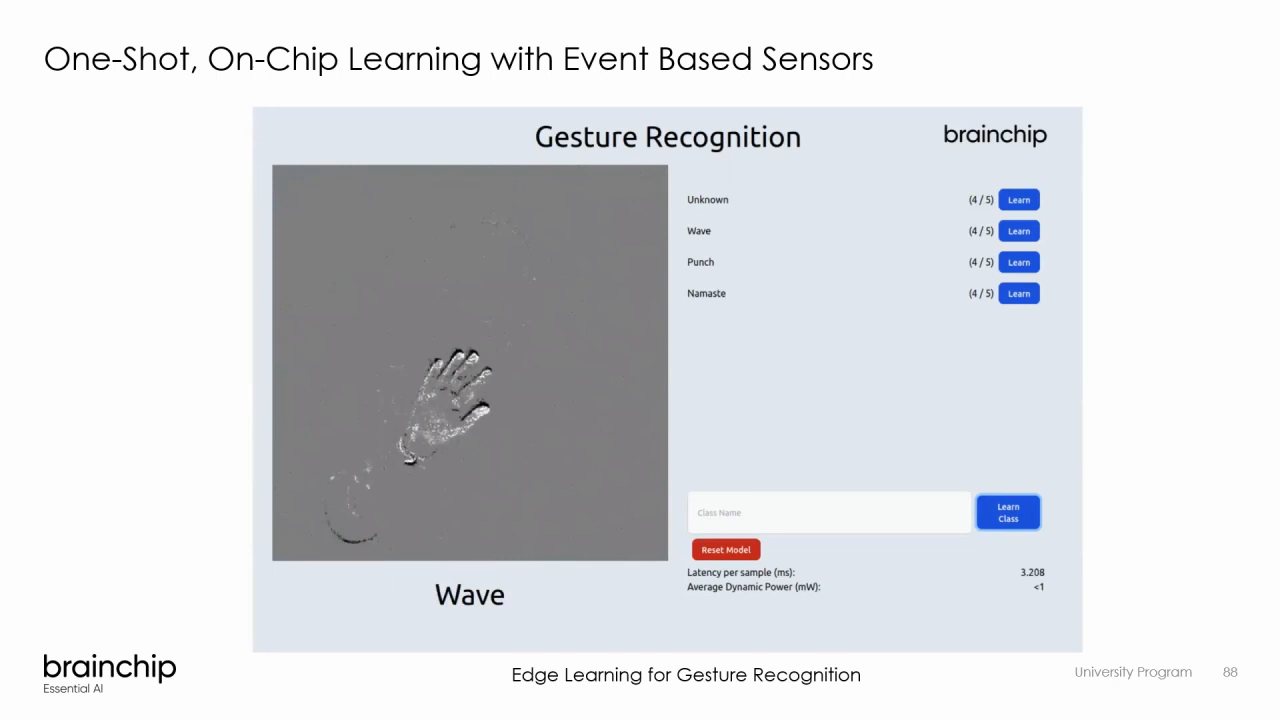 One-Shot, On-Chip Learning with Event Based Sensors
Gesture Recognition
brainchip
Unknown (4 / 5) Learn
Wave (4 / 5) Learn
Punch (4 / 5) Learn
Namaste (4 / 5) Learn
Class Name
Learn
Class
Reset Model
Latency per sample (ms): 3.208
Average Dynamic Power (mW): <1
Wave
brainchip
Essential AI
Edge Learning for Gesture Recognition
University Program 88